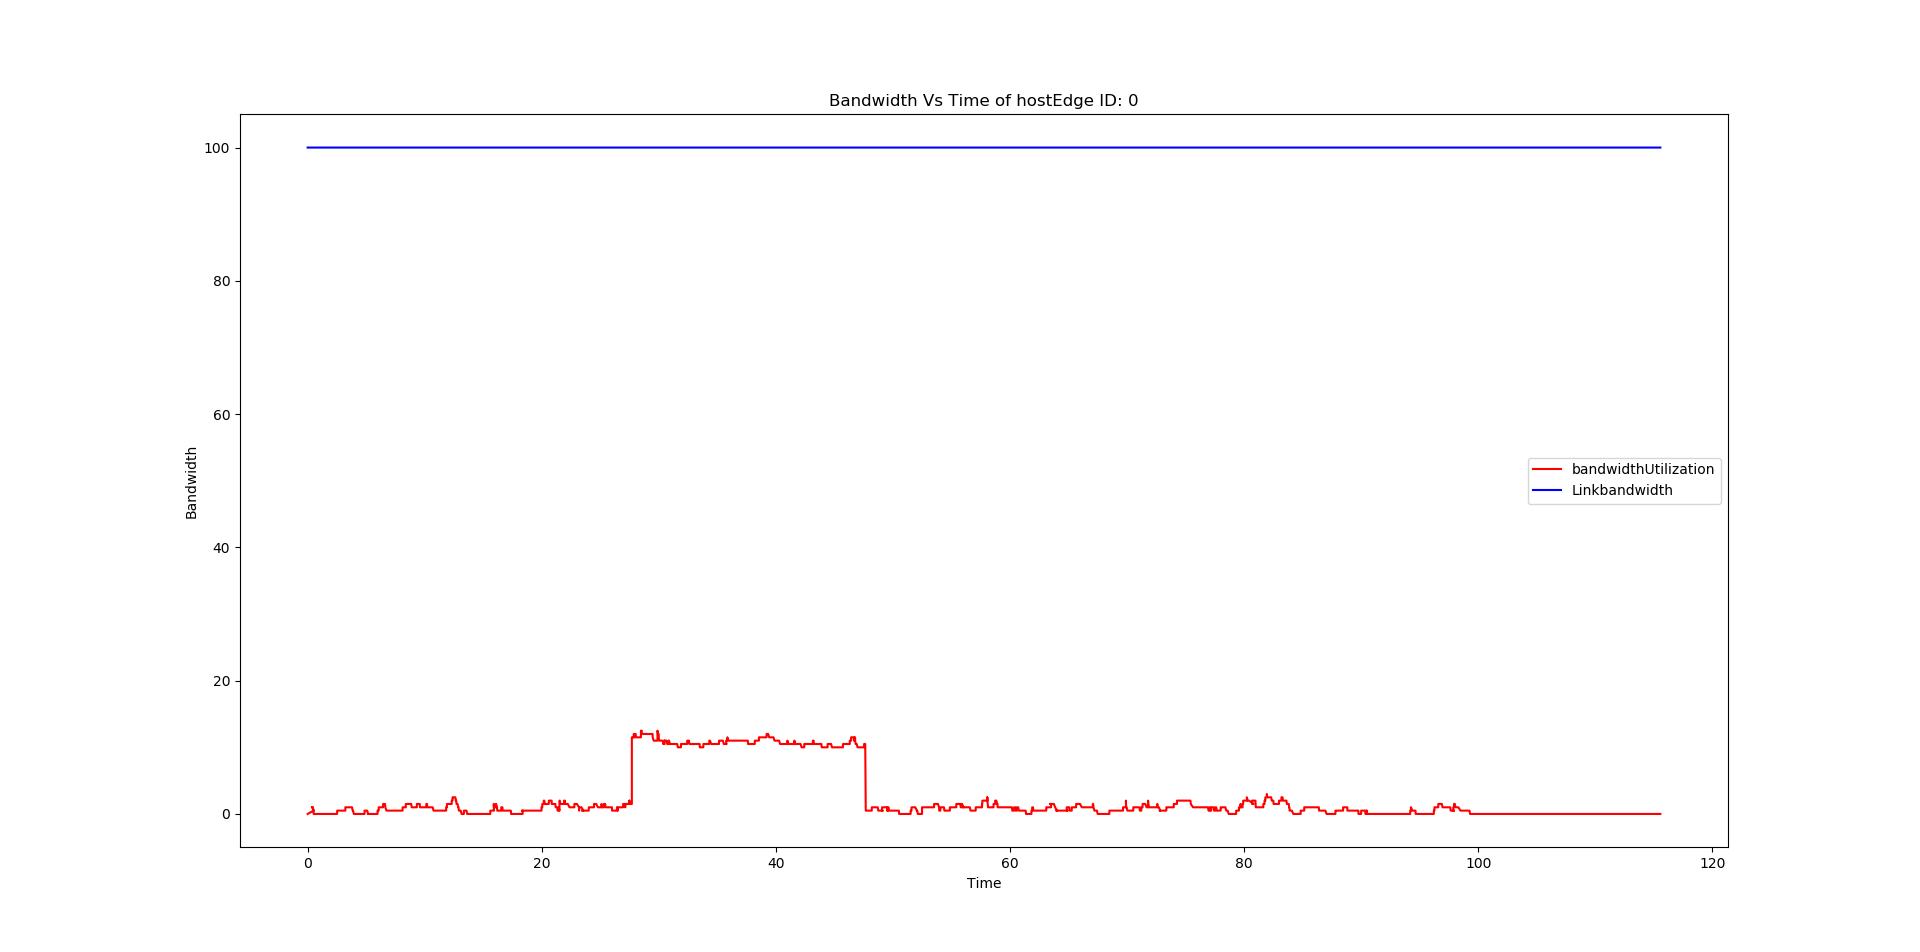 Bandwidth Vs Time of hostEdge ID: 0
100
80
60
40
20
0
Bandwidth
bandwidthUtilization
Linkbandwidth
0 20 40 60 80 100 120
Time